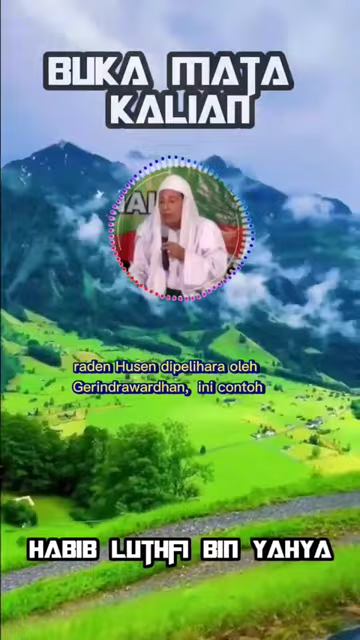 BUKA MATA
KALIAN
raden Husen dipelihara oleh
Gerindrawardhan, ini contoh
HABIB LUTHFI BIN YAHYA